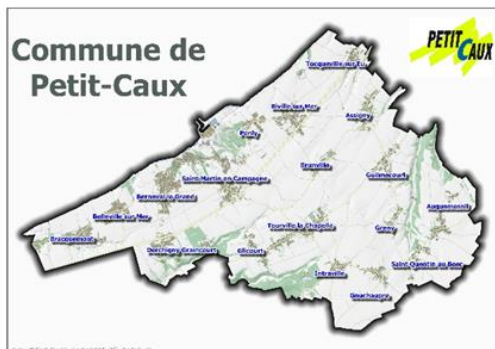 Commune de
Petit-Caux
PETIT
CAUX
Tocqueville sur Eu
Biville sur Mer
Assigny
Penly
Brunville
Guilmecourt
Saint Martin en Campagne
Auquemesnil
Berneval le Grand
Belleville sur Mer
Tourville la Chapelle
Greny
Bracquemont
Derchigny Graincourt
Glicourt
Saint Quentin au Bosc
Intraville
Gouchaupre